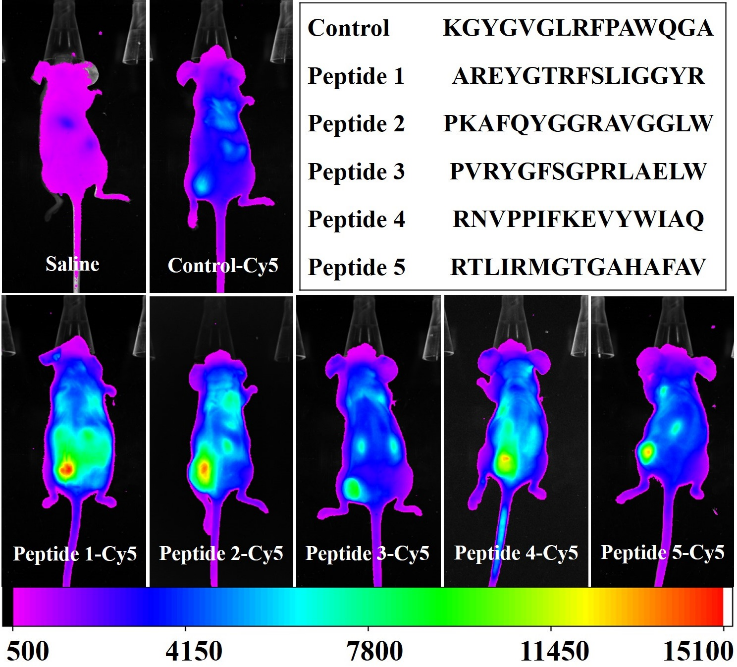 Control KGYGVGLRFPAWQGA
Peptide 1 AREYGTRFSLIGGYR
Peptide 2 PKAFQYGGRAVGGLW
Peptide 3 PVRYGFSGPRLAELW
Peptide 4 RNVPPIFKEVYWIAQ
Peptide 5 RTLIRMGTGAHAFAV
Saline Control-Cy5
Peptide 1-Cy5 Peptide 2-Cy5 Peptide 3-Cy5 Peptide 4-Cy5 Peptide 5-Cy5
500 4150 7800 11450 15100